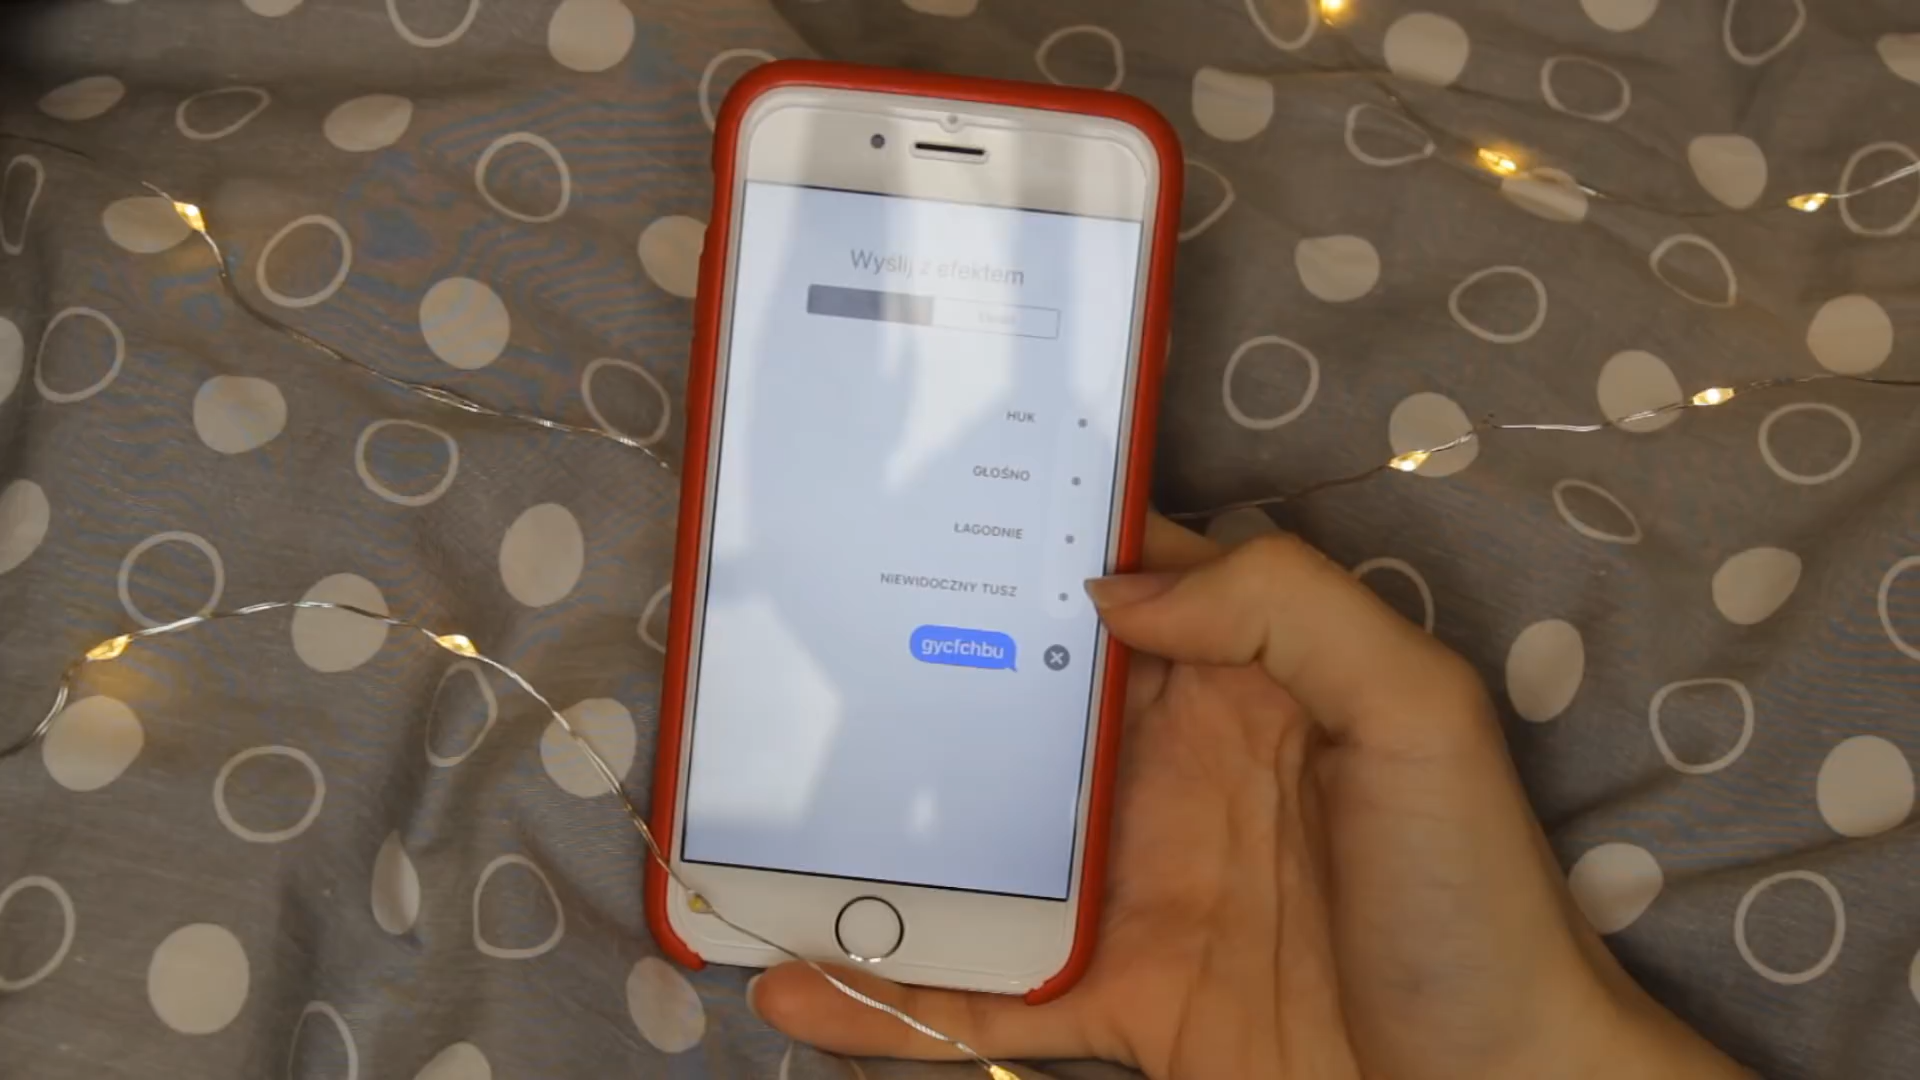 Wyślij z efektem
HUK
GŁOŚNO
ŁAGODNIE
NIEWIDOCZNY TUSZ
gycfchbu